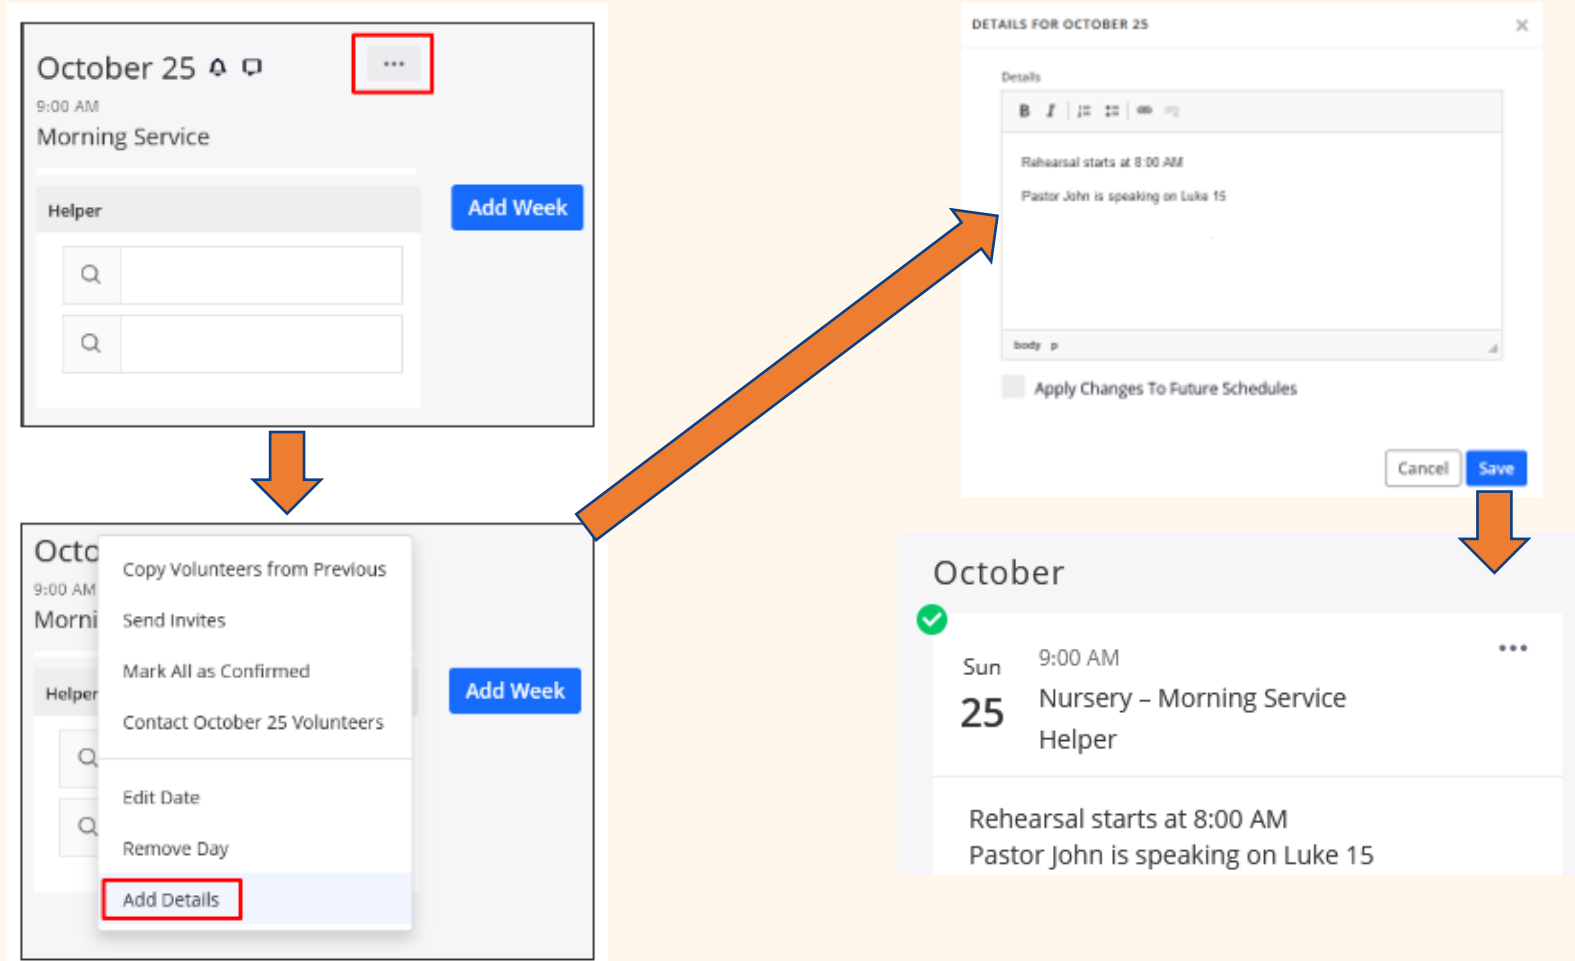 October 25
...
9:00 AM
Morning Service
Helper
Add Week
Octo
9:00 AM
Morni
Helper
Add Week
Copy Volunteers from Previous
Send Invites
Mark All as Confirmed
Contact October 25 Volunteers
Edit Date
Remove Day
Add Details
DETAILS FOR OCTOBER 25
Details
B I
Rehearsal starts at 8:00 AM
Pastor John is speaking on Luke 15
body p
Apply Changes To Future Schedules
Cancel Save
October
Sun
25
9:00 AM
...
Nursery – Morning Service
Helper
Rehearsal starts at 8:00 AM
Pastor John is speaking on Luke 15